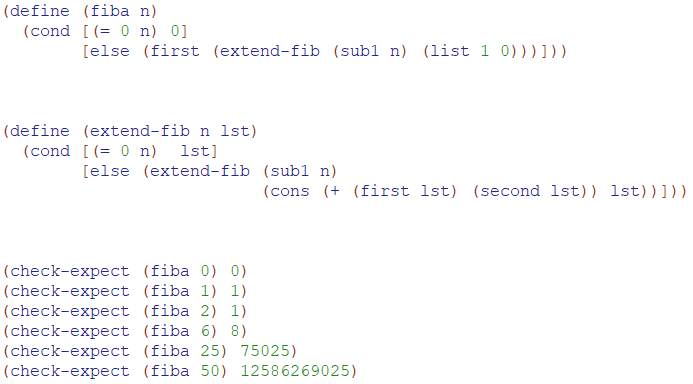 (define (fiba n)
  (cond [(= 0 n) 0]
        [else (first (extend-fib (sub1 n) (list 1 0)))]))
(define (extend-fib n lst)
  (cond [(= 0 n)  lst]
        [else (extend-fib (sub1 n)
                          (cons (+ (first lst) (second lst)) lst))]))
(check-expect (fiba 0) 0)
(check-expect (fiba 1) 1)
(check-expect (fiba 2) 1)
(check-expect (fiba 6) 8)
(check-expect (fiba 25) 75025)
(check-expect (fiba 50) 12586269025)